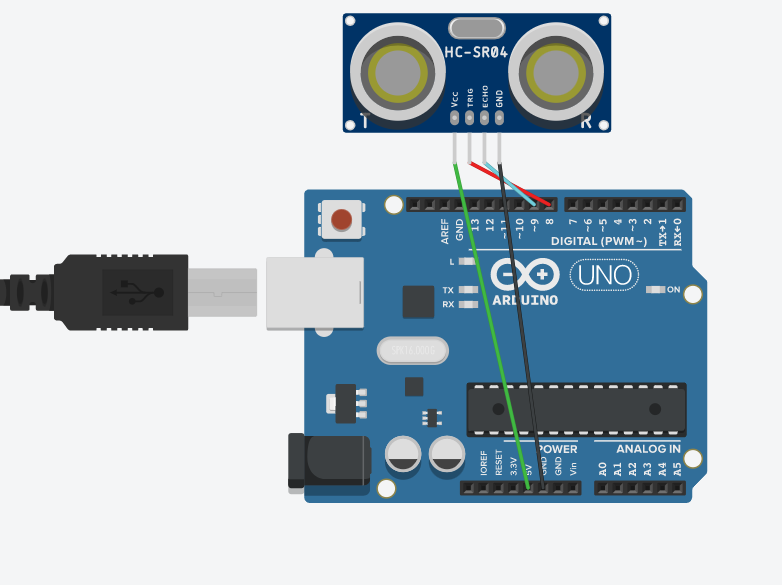 HC-SR04
VCC
TRIG
ECHO
GND
T
R
AREF
GND
13
12
~11
~10
~9
8
7
~6
~5
4
~3
2
TX→1
RX←0
DIGITAL (PWM~)
L
TX
RX
ARDUINO
UNO
ON
POWER
ANALOG IN
IOREF
RESET
3.3V
5V
GND
GND
Vin
A0
A1
A2
A3
A4
A5